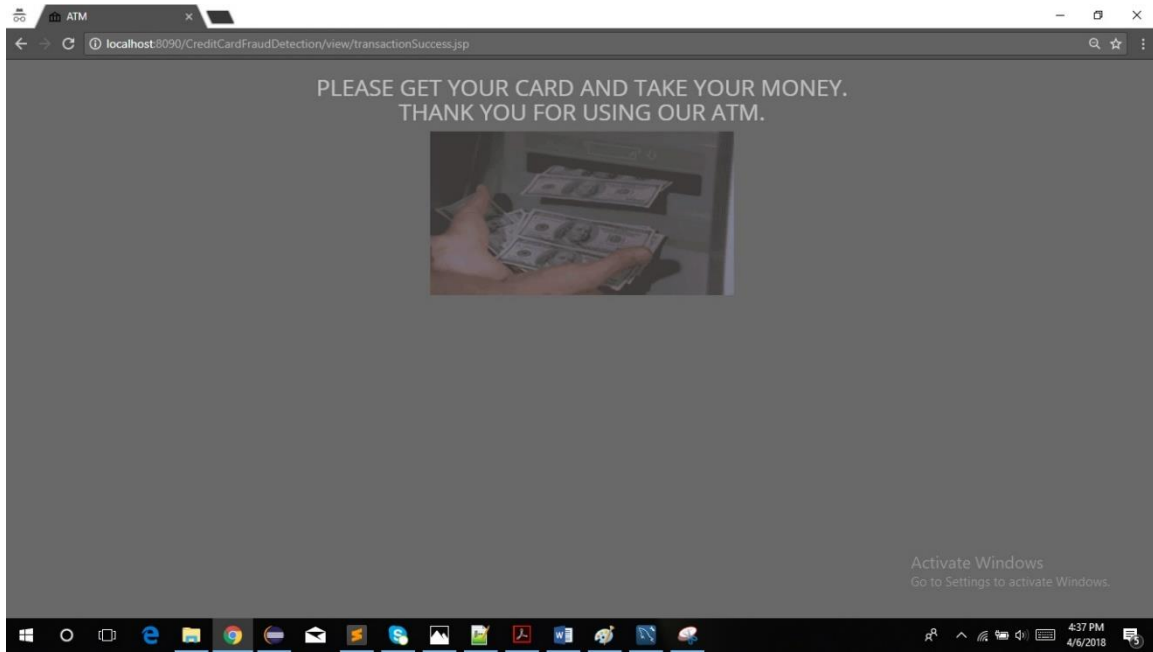 ATM
localhost:8090/CreditCardFraudDetection/view/transactionSuccess.jsp
PLEASE GET YOUR CARD AND TAKE YOUR MONEY.
THANK YOU FOR USING OUR ATM.
Activate Windows
Go to Settings to activate Windows.
4:37 PM
4/6/2018
5